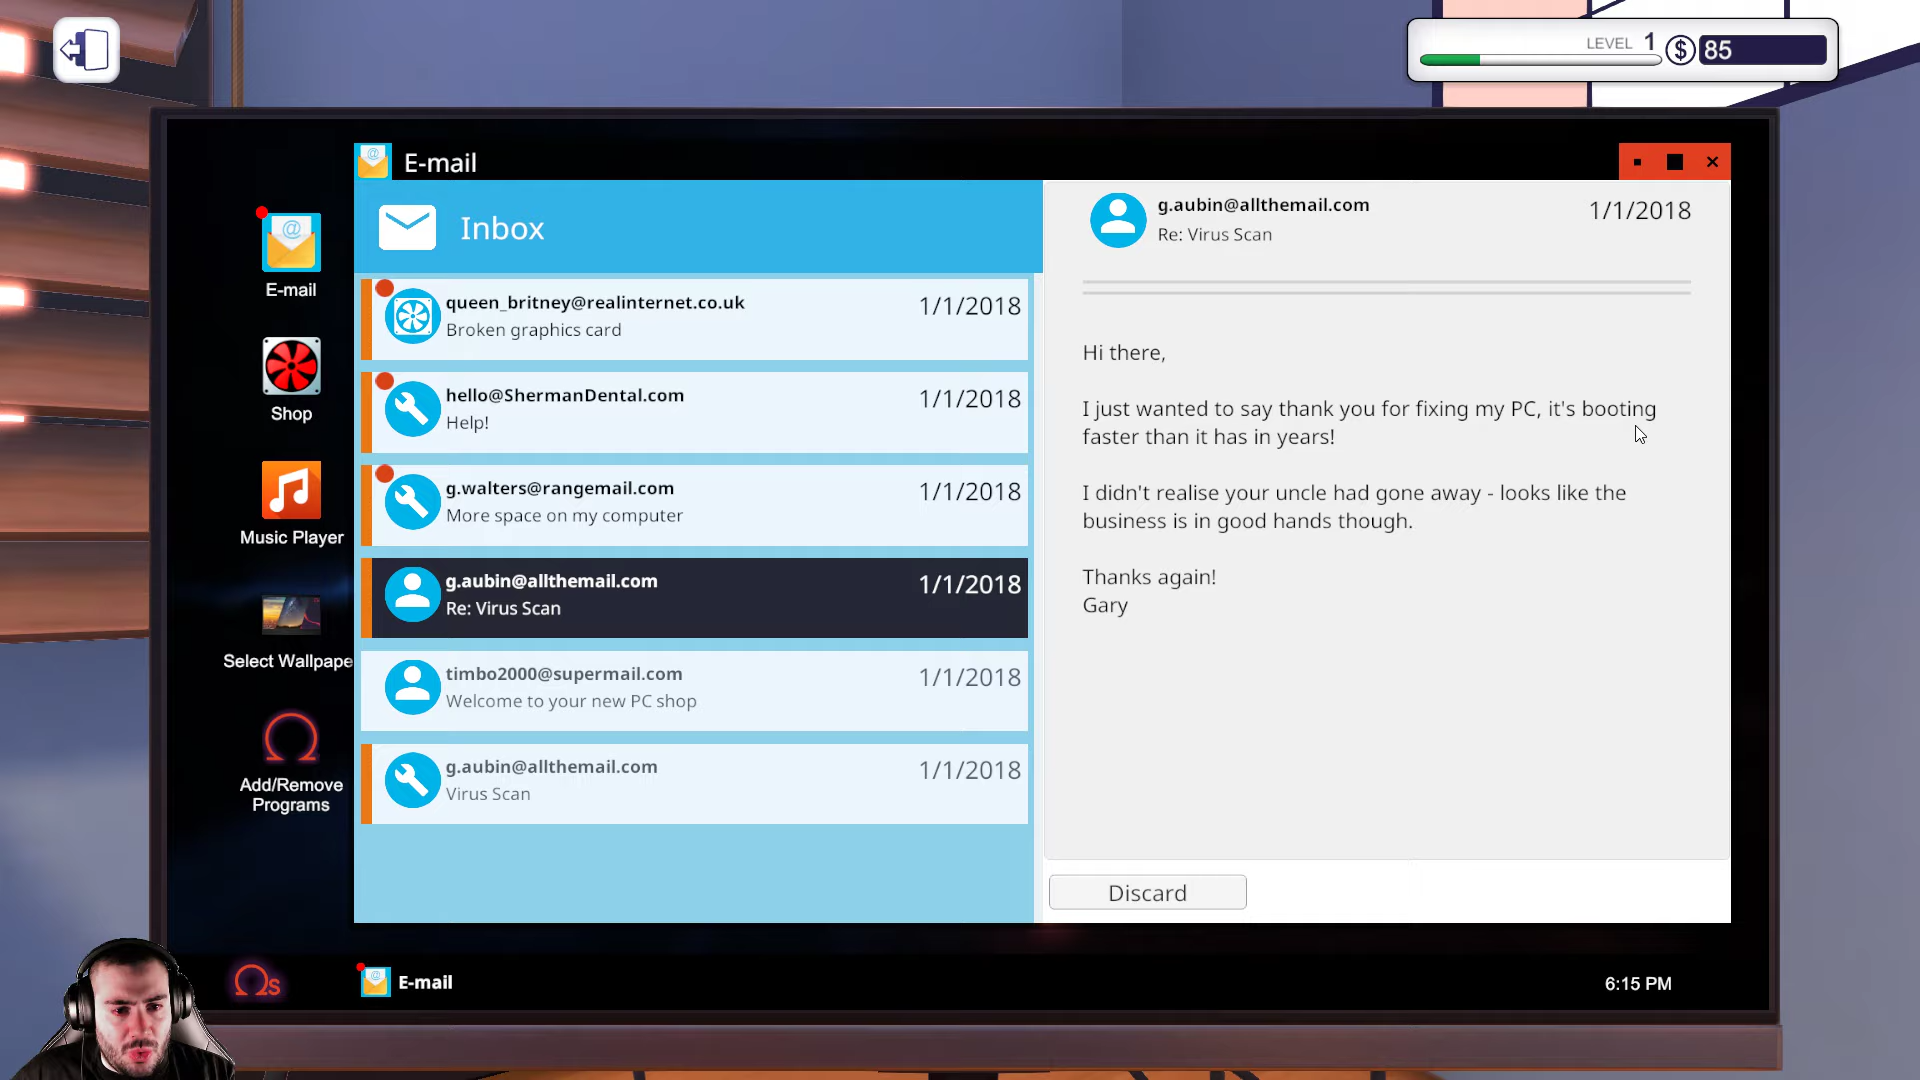 LEVEL 1
$ 85
E-mail
E-mail
Shop
Music Player
Select Wallpape
Add/Remove
Programs
Inbox
queen_britney@realinternet.co.uk 1/1/2018
Broken graphics card
hello@ShermanDental.com 1/1/2018
Help!
g.walters@rangemail.com 1/1/2018
More space on my computer
g.aubin@allthemail.com 1/1/2018
Re: Virus Scan
timbo2000@supermail.com 1/1/2018
Welcome to your new PC shop
g.aubin@allthemail.com 1/1/2018
Virus Scan
g.aubin@allthemail.com 1/1/2018
Re: Virus Scan
Hi there,
I just wanted to say thank you for fixing my PC, it's booting
faster than it has in years!
I didn't realise your uncle had gone away - looks like the
business is in good hands though.
Thanks again!
Gary
Discard
Ωs
E-mail
6:15 PM